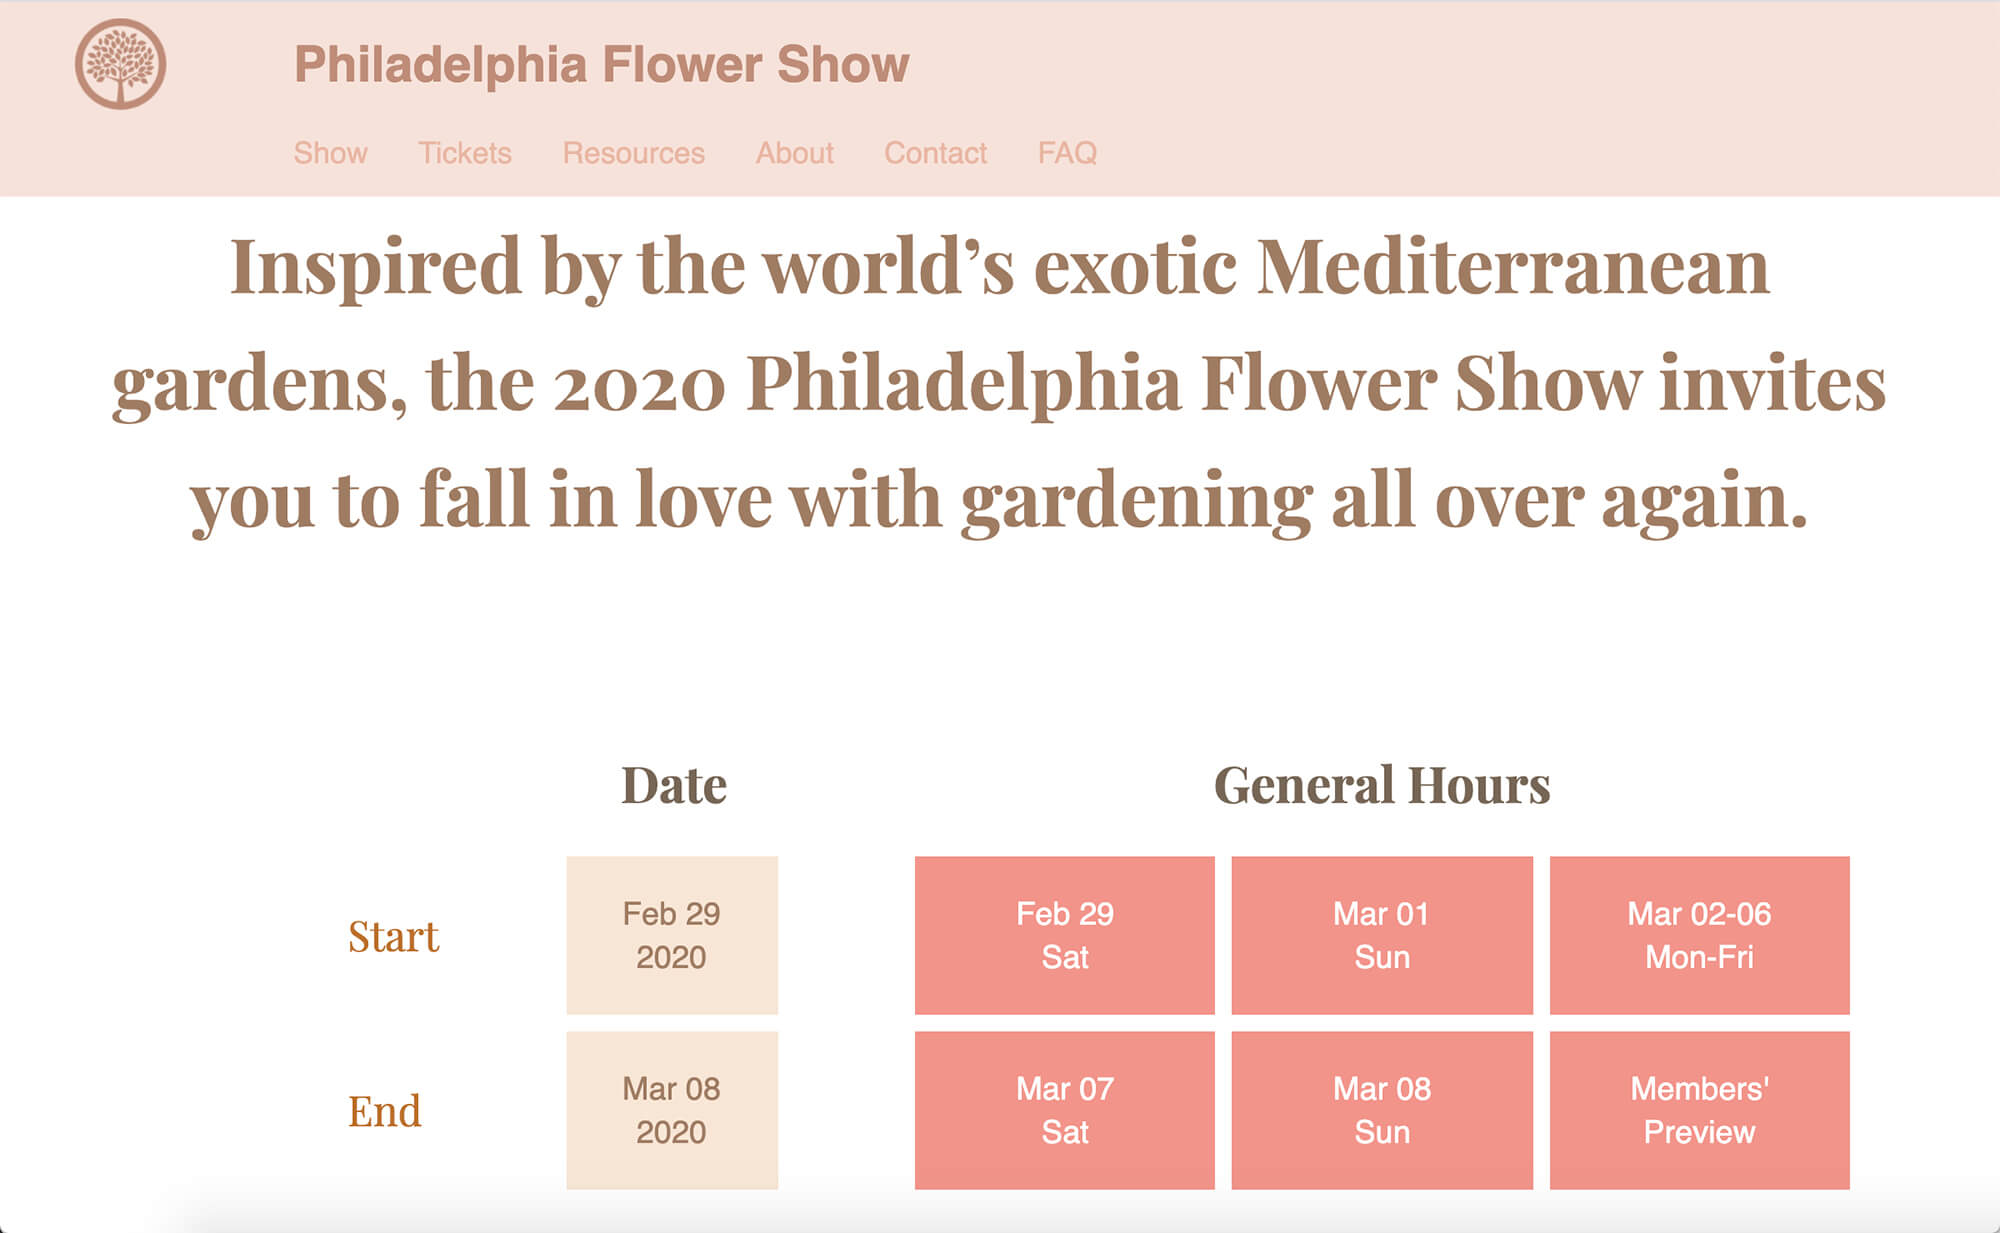 Philadelphia Flower Show
Show Tickets Resources About Contact FAQ
Inspired by the world’s exotic Mediterranean
gardens, the 2020 Philadelphia Flower Show invites
you to fall in love with gardening all over again.
Date
General Hours
Start
Feb 29
2020
Feb 29
Sat
Mar 01
Sun
Mar 02-06
Mon-Fri
End
Mar 08
2020
Mar 07
Sat
Mar 08
Sun
Members'
Preview